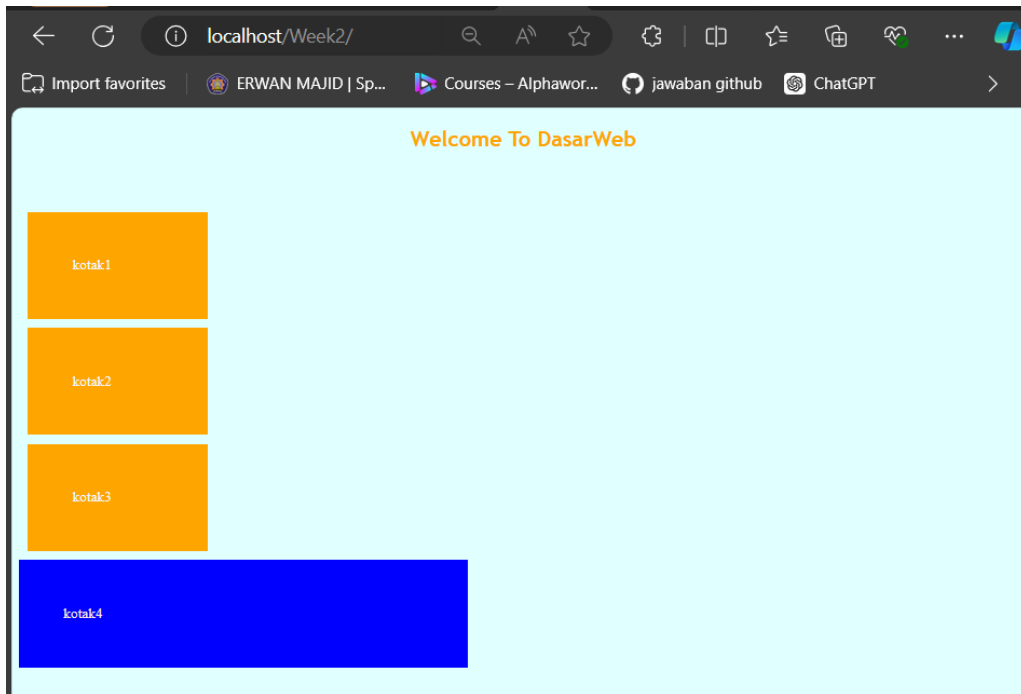 localhost/Week2/
Import favorites ERWAN MAJID | Sp... Courses – Alphawor... jawaban github ChatGPT
Welcome To DasarWeb
kotak1
kotak2
kotak3
kotak4